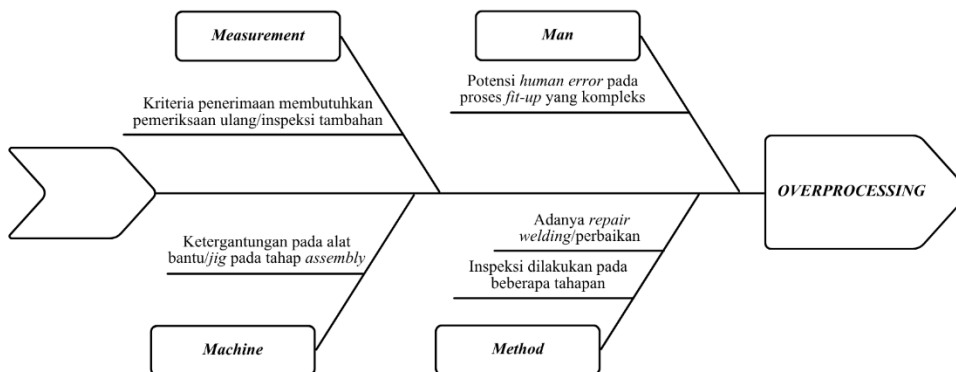 Measurement
Man
Potensi human error pada
proses fit-up yang kompleks
Kriteria penerimaan membutuhkan
pemeriksaan ulang/inspeksi tambahan
OVERPROCESSING
Adanya repair
welding/perbaikan
Ketergantungan pada alat
bantu/jig pada tahap assembly
Inspeksi dilakukan pada
beberapa tahapan
Machine
Method